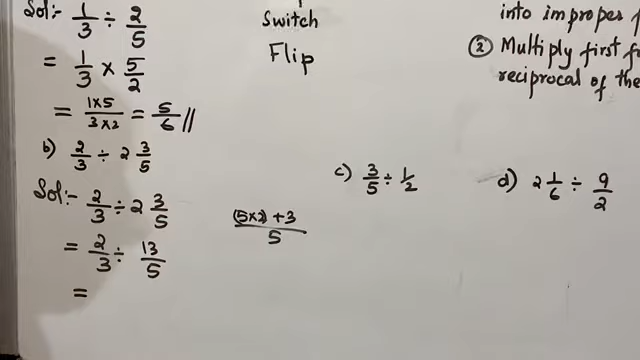 Sol:- 1/3 ÷ 2/5
= 1/3 × 5/2
= 1×5/3×2 = 5/6 //
b) 2/3 ÷ 2 3/5
Sol:- 2/3 ÷ 2 3/5
= 2/3 ÷ 13/5
=
(5×2)+3/5
Switch
Flip
c) 3/5 ÷ 1/2
into improper
② Multiply first
reciprocal of the
d) 2 1/6 ÷ 9/2